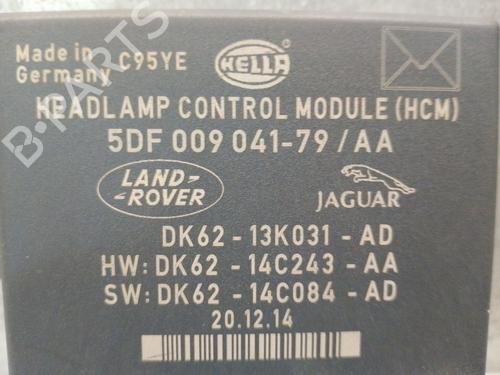 Made in
Germany
C95YE
HELLA
HEADLAMP CONTROL MODULE (HCM)
5DF 009 041-79 / AA
LAND-
-ROVER
JAGUAR
DK62 - 13K031 - AD
HW: DK62 - 14C243 - AA
SW: DK62 - 14C084 - AD
20.12.14
B-PARTS